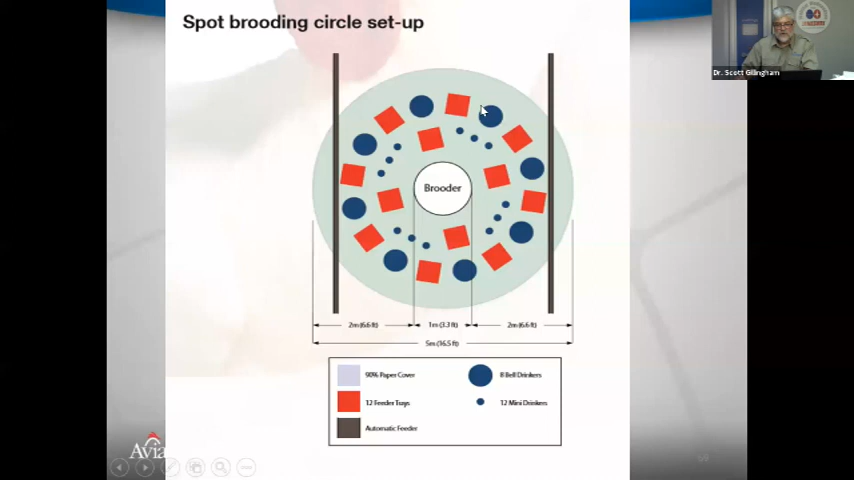 Spot brooding circle set-up
Dr. Scott Gillingham
Brooder
2m (6.6 ft)
1m (3.3 ft)
2m (6.6 ft)
5m (16.5 ft)
90% Paper Cover
8 Bell Drinkers
12 Feeder Trays
12 Mini Drinkers
Automatic Feeder
Avia